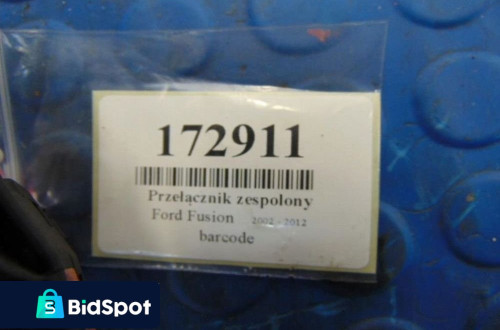 172911
Przełącznik zespolony
Ford Fusion 2002 - 2012
barcode
BidSpot